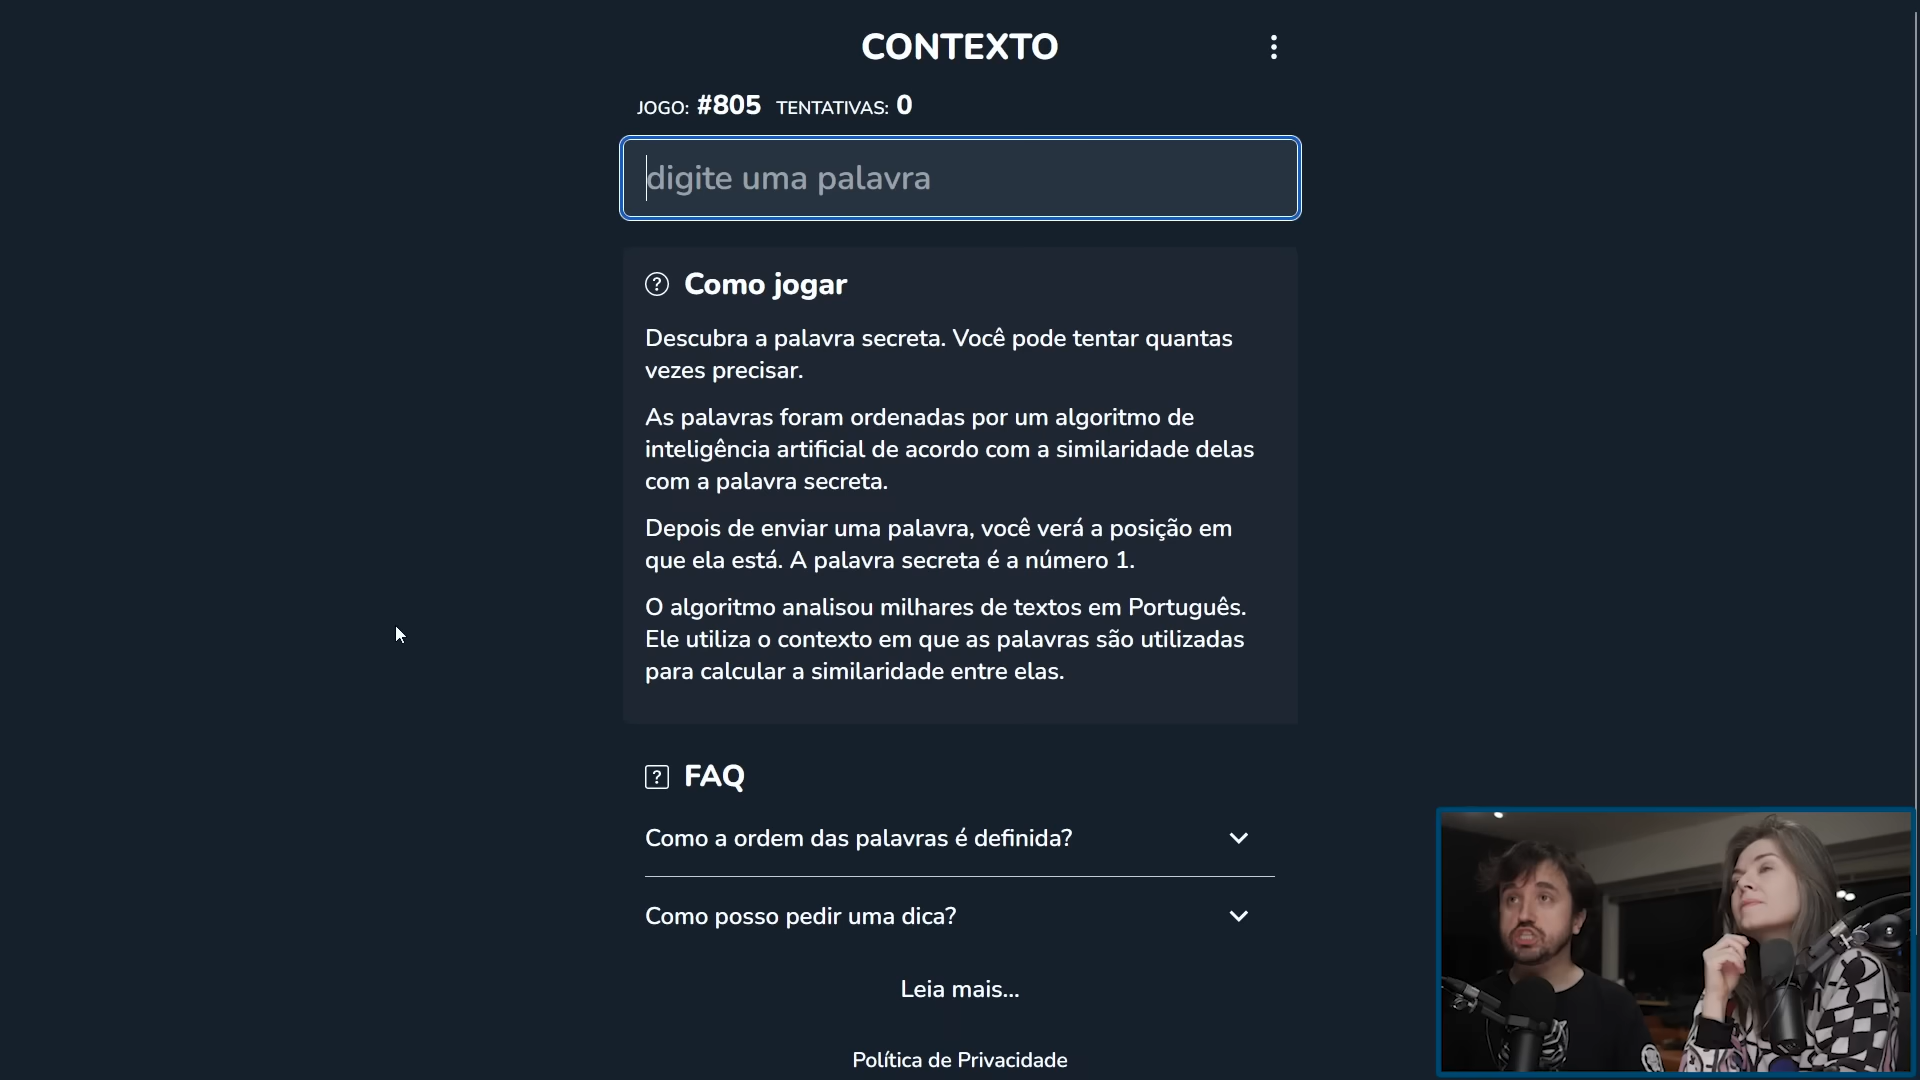 CONTEXTO
JOGO: #805 TENTATIVAS: 0
digite uma palavra
Como jogar
Descubra a palavra secreta. Você pode tentar quantas
vezes precisar.
As palavras foram ordenadas por um algoritmo de
inteligência artificial de acordo com a similaridade delas
com a palavra secreta.
Depois de enviar uma palavra, você verá a posição em
que ela está. A palavra secreta é a número 1.
O algoritmo analisou milhares de textos em Português.
Ele utiliza o contexto em que as palavras são utilizadas
para calcular a similaridade entre elas.
FAQ
Como a ordem das palavras é definida?
Como posso pedir uma dica?
Leia mais...
Política de Privacidade